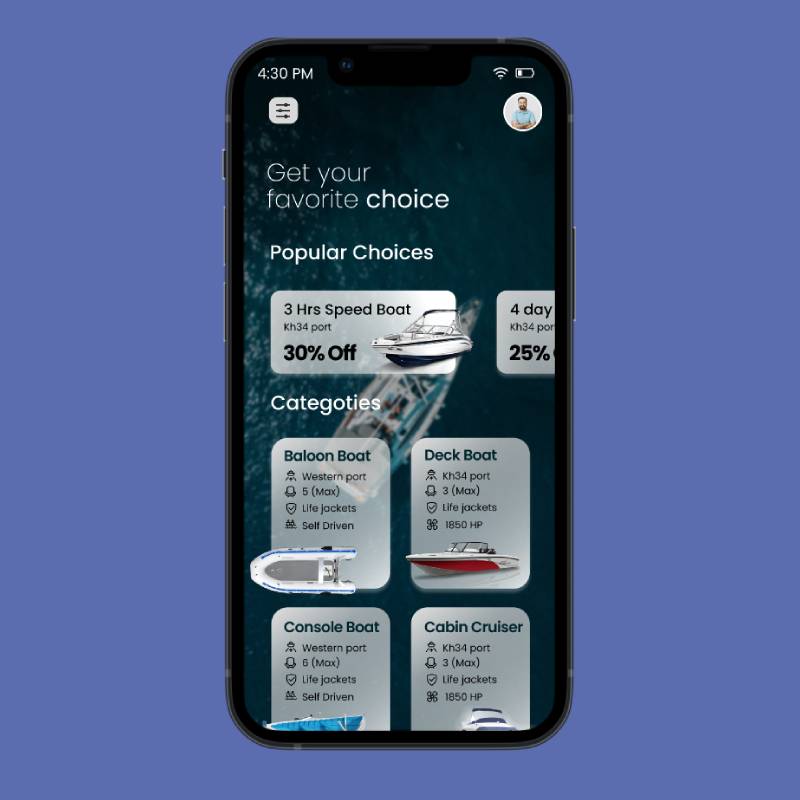 4:30 PM
Get your
favorite choice
Popular Choices
3 Hrs Speed Boat
Kh34 port
30% Off
4 day
Kh34 por
25%
Categoties
Baloon Boat
Western port
5 (Max)
Life jackets
Self Driven
Deck Boat
Kh34 port
3 (Max)
Life jackets
1850 HP
Console Boat
Western port
6 (Max)
Life jackets
Self Driven
Cabin Cruiser
Kh34 port
3 (Max)
Life jackets
1850 HP